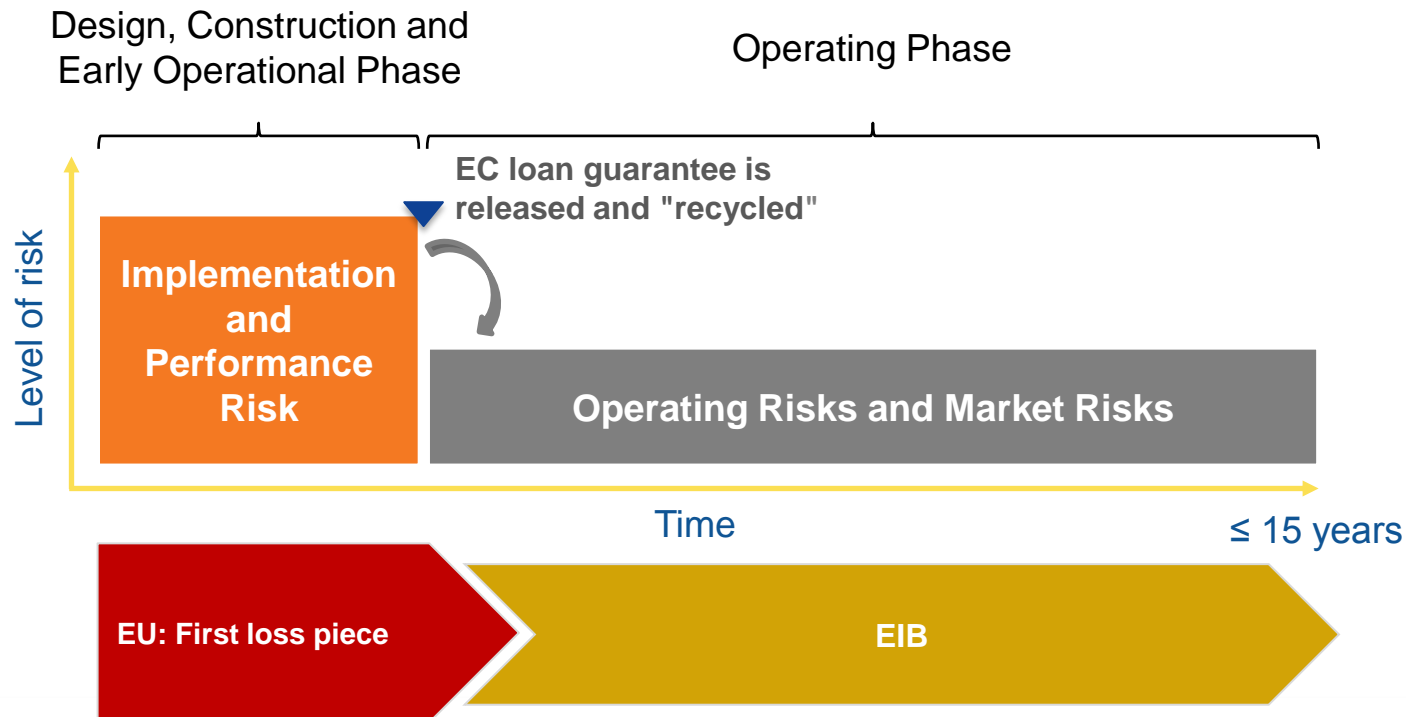 Design, Construction and
Early Operational Phase
Operating Phase
EC loan guarantee is
released and "recycled"
Level of risk
Implementation
and
Performance
Risk
Operating Risks and Market Risks
Time
≤ 15 years
EU: First loss piece
EIB